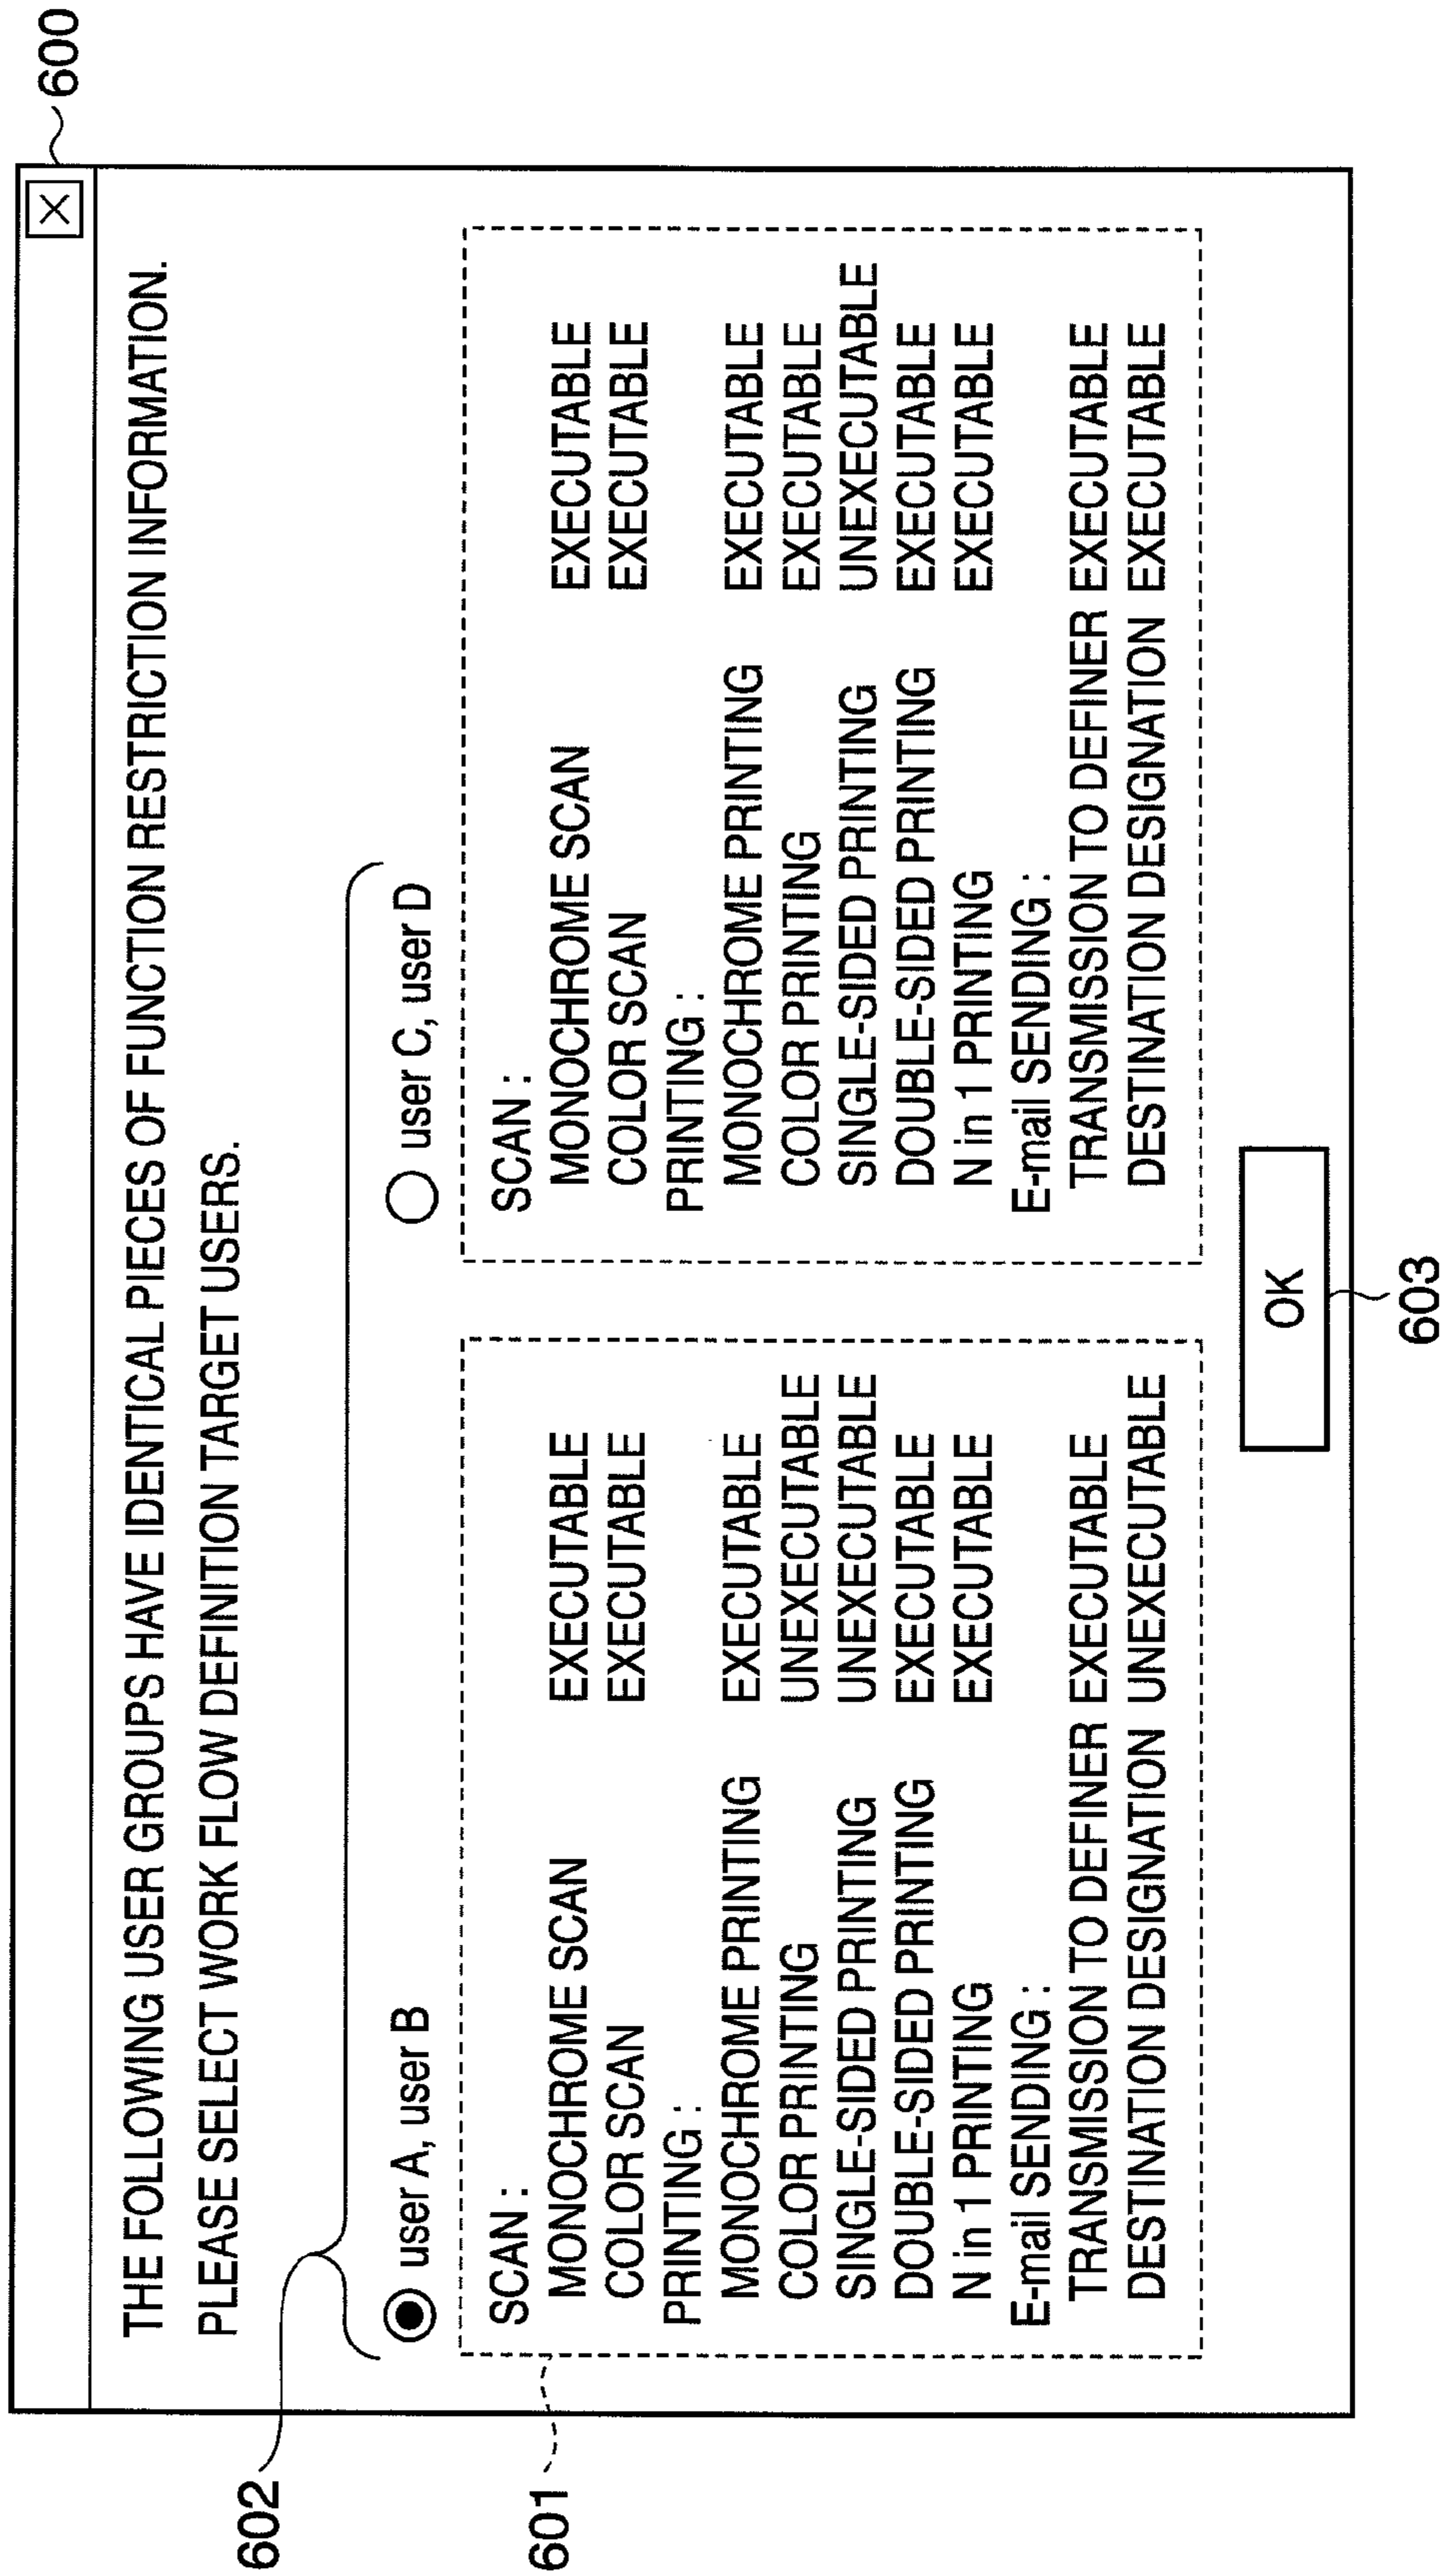 600
X
THE FOLLOWING USER GROUPS HAVE IDENTICAL PIECES OF FUNCTION RESTRICTION INFORMATION.
PLEASE SELECT WORK FLOW DEFINITION TARGET USERS.
602
user A, user B
601
SCAN :
MONOCHROME SCAN EXECUTABLE
COLOR SCAN EXECUTABLE
PRINTING :
MONOCHROME PRINTING EXECUTABLE
COLOR PRINTING UNEXECUTABLE
SINGLE-SIDED PRINTING UNEXECUTABLE
DOUBLE-SIDED PRINTING EXECUTABLE
N in 1 PRINTING EXECUTABLE
E-mail SENDING :
TRANSMISSION TO DEFINER EXECUTABLE
DESTINATION DESIGNATION UNEXECUTABLE
user C, user D
SCAN :
MONOCHROME SCAN EXECUTABLE
COLOR SCAN EXECUTABLE
PRINTING :
MONOCHROME PRINTING EXECUTABLE
COLOR PRINTING EXECUTABLE
SINGLE-SIDED PRINTING UNEXECUTABLE
DOUBLE-SIDED PRINTING EXECUTABLE
N in 1 PRINTING EXECUTABLE
E-mail SENDING :
TRANSMISSION TO DEFINER EXECUTABLE
DESTINATION DESIGNATION EXECUTABLE
OK
603